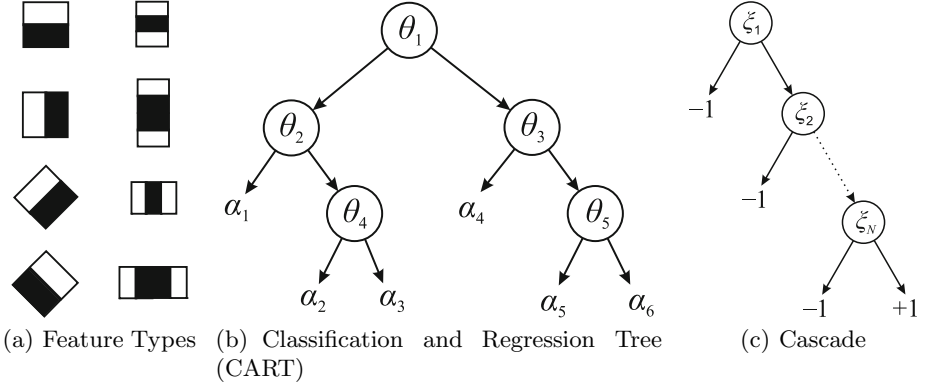 θ₁
θ₂
θ₃
α₁
θ₄
α₄
θ₅
α₂
α₃
α₅
α₆
ξ₁
−1
ξ₂
−1
ξ_N
−1
+1
(a) Feature Types
(b) Classification and Regression Tree
(CART)
(c) Cascade